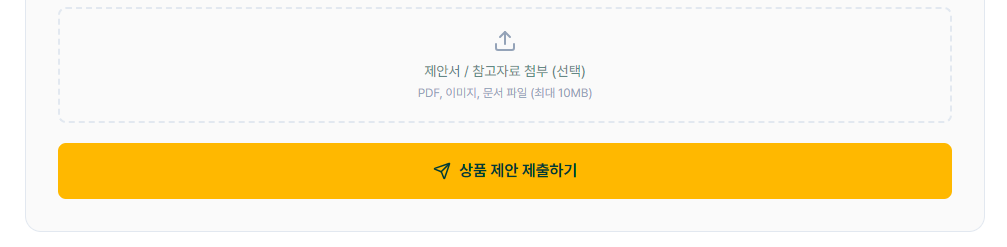 제안서 / 참고자료 첨부 (선택)
PDF, 이미지, 문서 파일 (최대 10MB)
상품 제안 제출하기